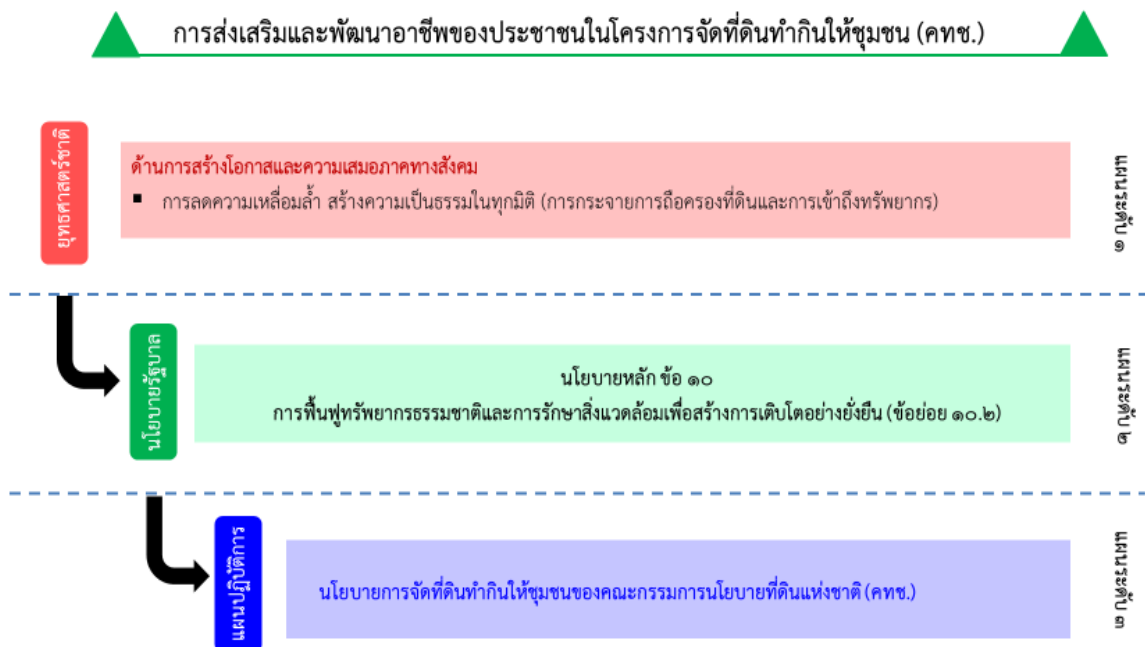 การส่งเสริมและพัฒนาอาชีพของประชาชนในโครงการจัดที่ดินทำกินให้ชุมชน (คทช.)
ยุทธศาสตร์ชาติ
ด้านการสร้างโอกาสและความเสมอภาคทางสังคม
▪ การลดความเหลื่อมล้ำ สร้างความเป็นธรรมในทุกมิติ (การกระจายการถือครองที่ดินและการเข้าถึงทรัพยากร)
แผนระดับ ๑
นโยบายรัฐบาล
นโยบายหลัก ข้อ ๑๐
การฟื้นฟูทรัพยากรธรรมชาติและการรักษาสิ่งแวดล้อมเพื่อสร้างการเติบโตอย่างยั่งยืน (ข้อย่อย ๑๐.๒)
แผนระดับ ๒
แผนปฏิบัติการ
นโยบายการจัดที่ดินทำกินให้ชุมชนของคณะกรรมการนโยบายที่ดินแห่งชาติ (คทช.)
แผนระดับ ๓